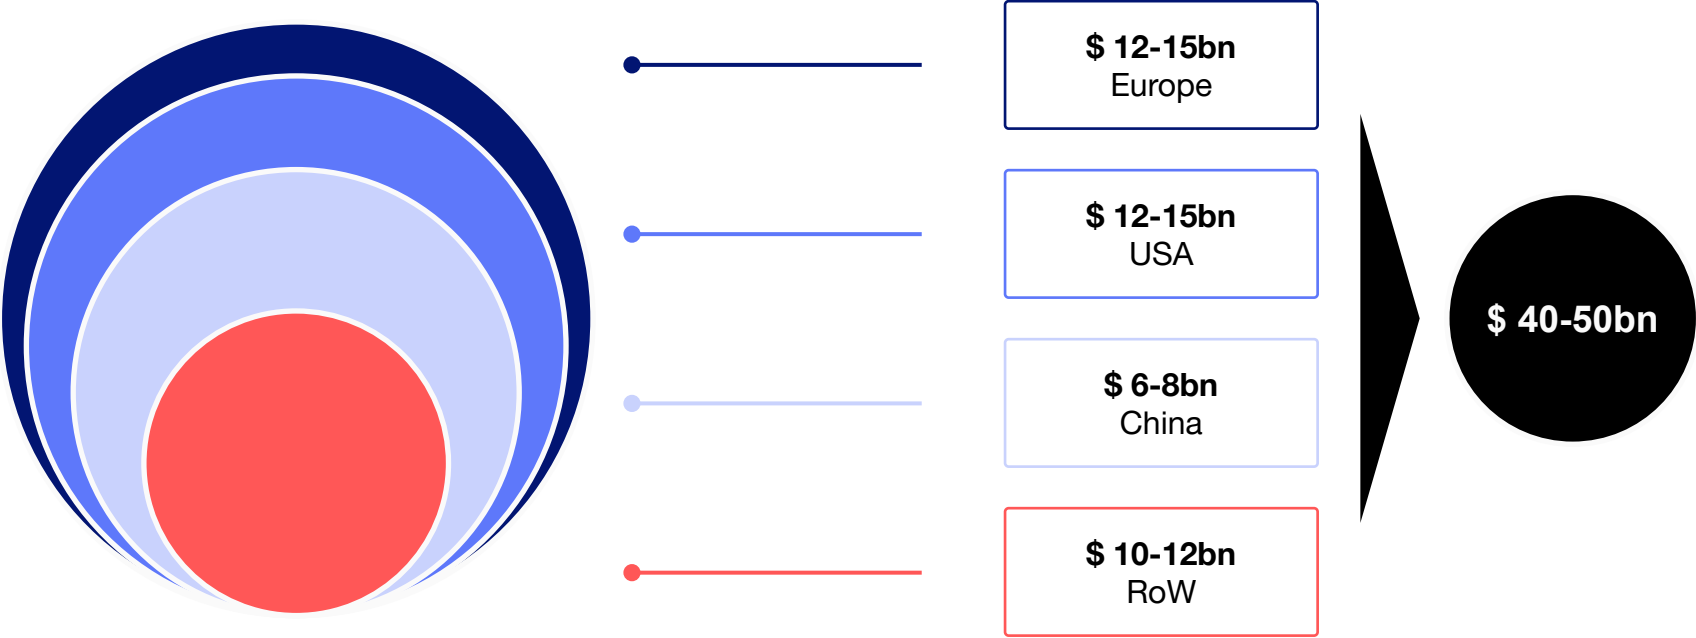 $ 12-15bn
Europe
$ 12-15bn
USA
$ 6-8bn
China
$ 10-12bn
RoW
$ 40-50bn